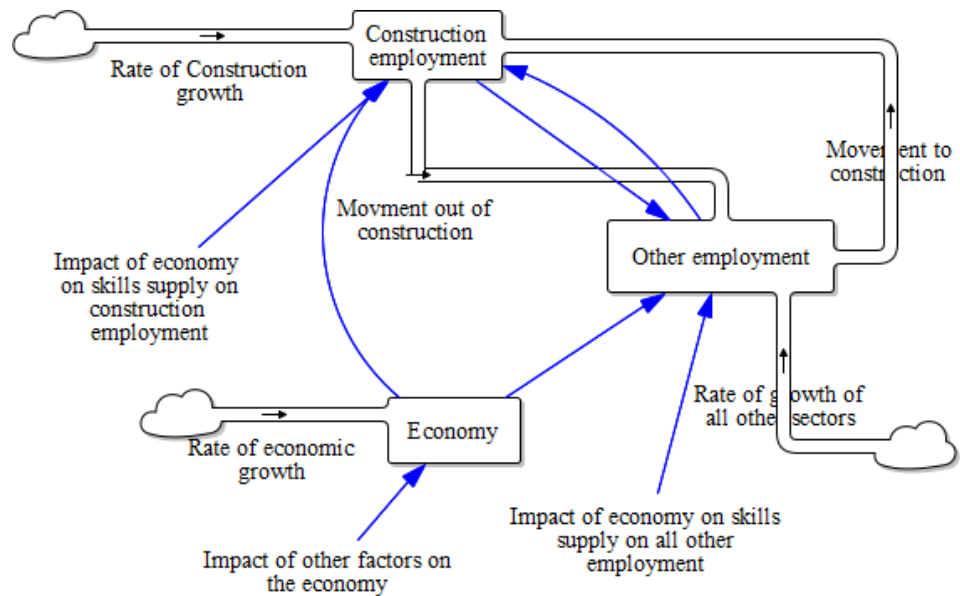 Construction
employment
Rate of Construction
growth
Movement to
construction
Movment out of
construction
Other employment
Impact of economy
on skills supply on
construction
employment
Rate of growth of
all other sectors
Economy
Rate of economic
growth
Impact of economy on skills
supply on all other
employment
Impact of other factors on
the economy